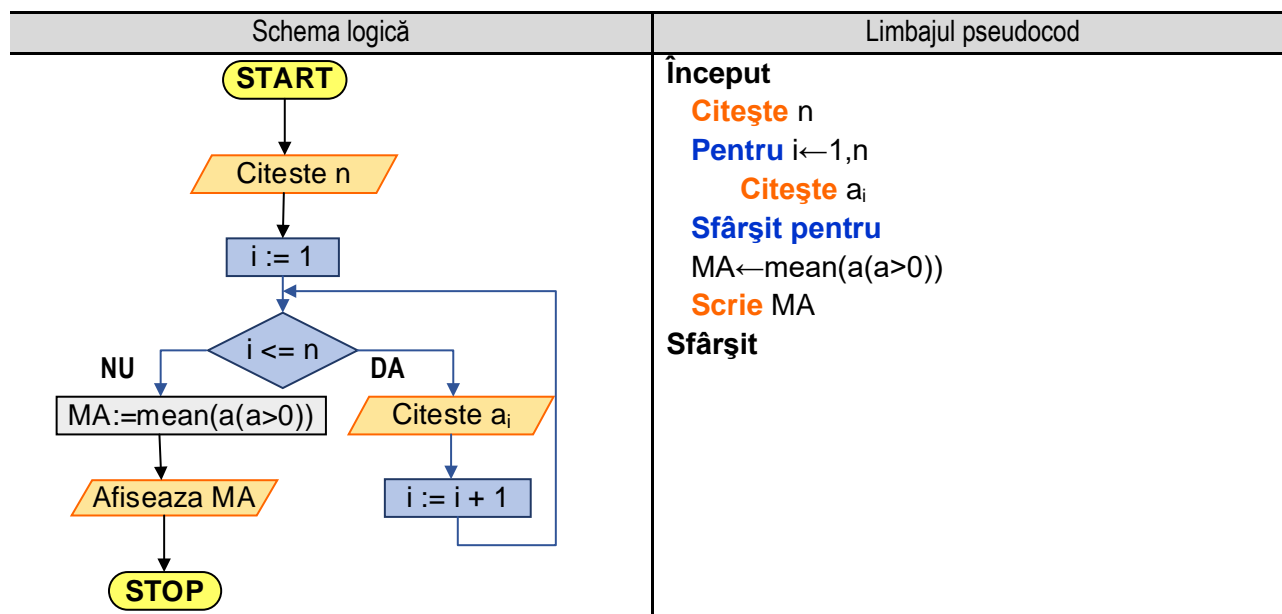 Schema logică
Limbajul pseudocod
START
Citeste n
i := 1
i <= n
NU
DA
MA:=mean(a(a>0))
Citeste aᵢ
Afiseaza MA
i := i + 1
STOP
Început
Citeşte n
Pentru i←1,n
Citeşte aᵢ
Sfârşit pentru
MA←mean(a(a>0))
Scrie MA
Sfârşit